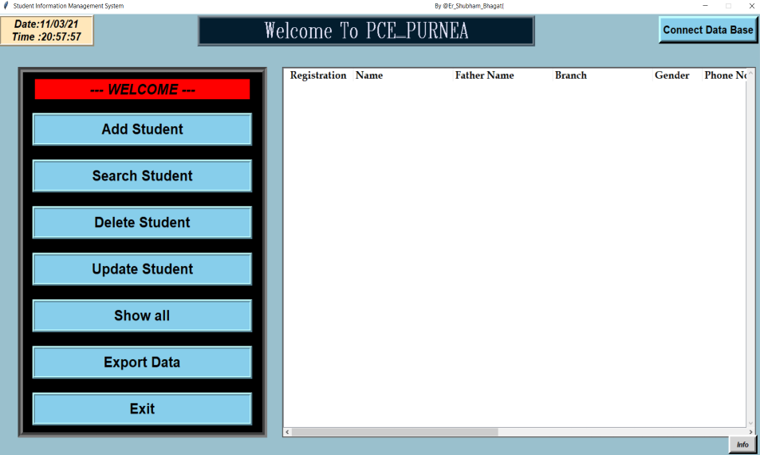 Student Information Management System
By @Er_Shubham_Bhagat|
Date:11/03/21
Time :20:57:57
Welcome To PCE_PURNEA
Connect Data Base
--- WELCOME ---
Add Student
Search Student
Delete Student
Update Student
Show all
Export Data
Exit
Registration Name Father Name Branch Gender Phone No
Info